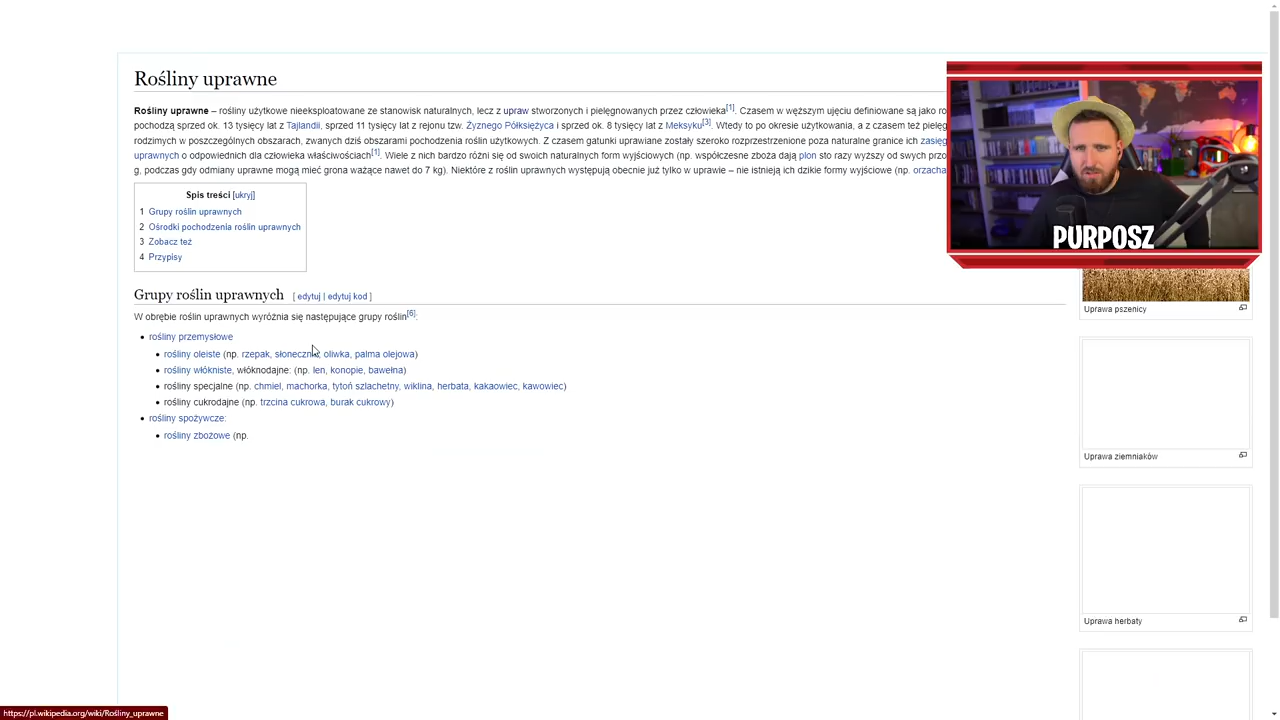 Rośliny uprawne
Rośliny uprawne – rośliny użytkowe nieeksploatowane ze stanowisk naturalnych, lecz z upraw stworzonych i pielęgnowanych przez człowieka[1]. Czasem w węższym ujęciu definiowane są jako ro
pochodzą sprzed ok. 13 tysięcy lat z Tajlandii, sprzed 11 tysięcy lat z rejonu tzw. Żyznego Półksiężyca i sprzed ok. 8 tysięcy lat z Meksyku[3]. Wtedy to po okresie użytkowania, a z czasem też pielęg
rodzimych w poszczególnych obszarach, zwanych dziś obszarami pochodzenia roślin użytkowych. Z czasem gatunki uprawiane zostały szeroko rozprzestrzenione poza naturalne granice ich zasięg
uprawnych o odpowiednich dla człowieka właściwościach[1]. Wiele z nich bardzo różni się od swoich naturalnych form wyjściowych (np. współczesne zboża dają plon sto razy wyższy od swych przo
g, podczas gdy odmiany uprawne mogą mieć grona ważące nawet do 7 kg). Niektóre z roślin uprawnych występują obecnie już tylko w uprawie – nie istnieją ich dzikie formy wyjściowe (np. orzacha
Spis treści [ukryj]
1 Grupy roślin uprawnych
2 Ośrodki pochodzenia roślin uprawnych
3 Zobacz też
4 Przypisy
Grupy roślin uprawnych [ edytuj | edytuj kod ]
W obrębie roślin uprawnych wyróżnia się następujące grupy roślin[6]:
rośliny przemysłowe
rośliny oleiste (np. rzepak, słonecznik, oliwka, palma olejowa)
rośliny włókniste, włóknodajne: (np. len, konopie, bawełna)
rośliny specjalne (np. chmiel, machorka, tytoń szlachetny, wiklina, herbata, kakaowiec, kawowiec)
rośliny cukrodajne (np. trzcina cukrowa, burak cukrowy)
rośliny spożywcze:
rośliny zbożowe (np.
PURPOSZ
Uprawa pszenicy
Uprawa ziemniaków
Uprawa herbaty
https://pl.wikipedia.org/wiki/Rośliny_uprawne